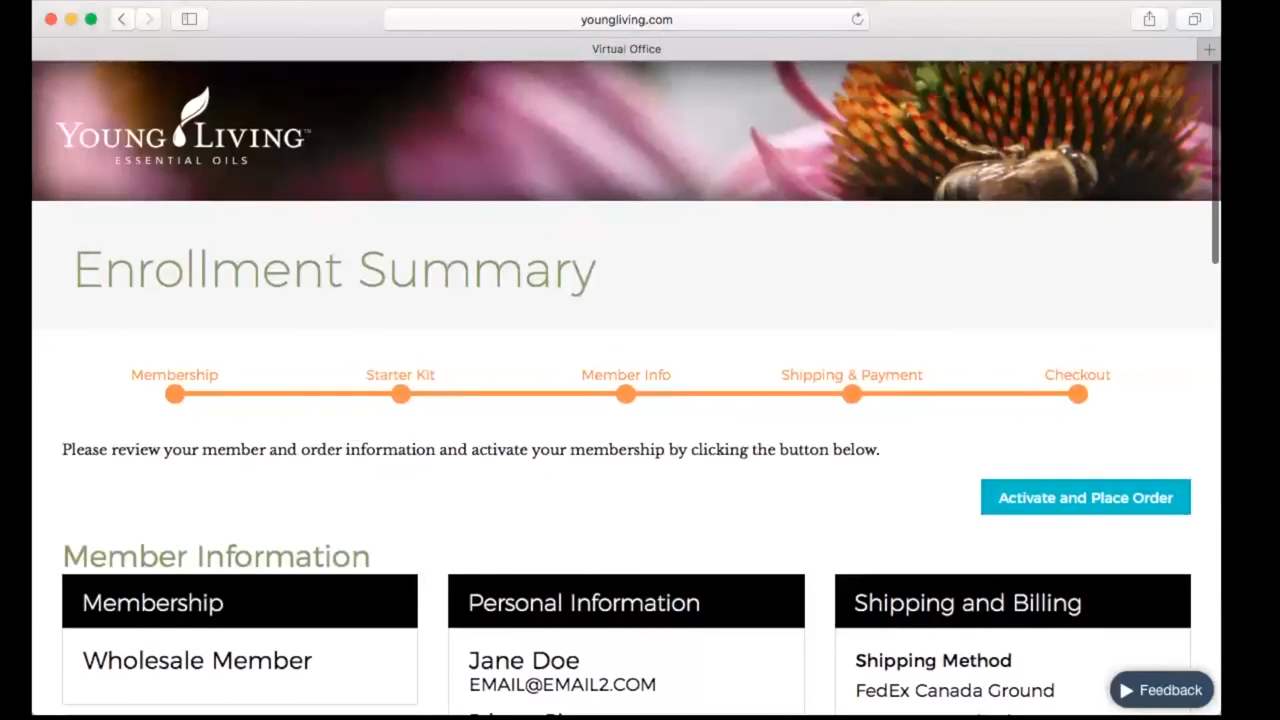 youngliving.com
Virtual Office
YOUNG LIVING™
ESSENTIAL OILS
Enrollment Summary
Membership
Starter Kit
Member Info
Shipping & Payment
Checkout
Please review your member and order information and activate your membership by clicking the button below.
Activate and Place Order
Member Information
Membership
Personal Information
Shipping and Billing
Wholesale Member
Jane Doe
EMAIL@EMAIL2.COM
Shipping Method
FedEx Canada Ground
Feedback